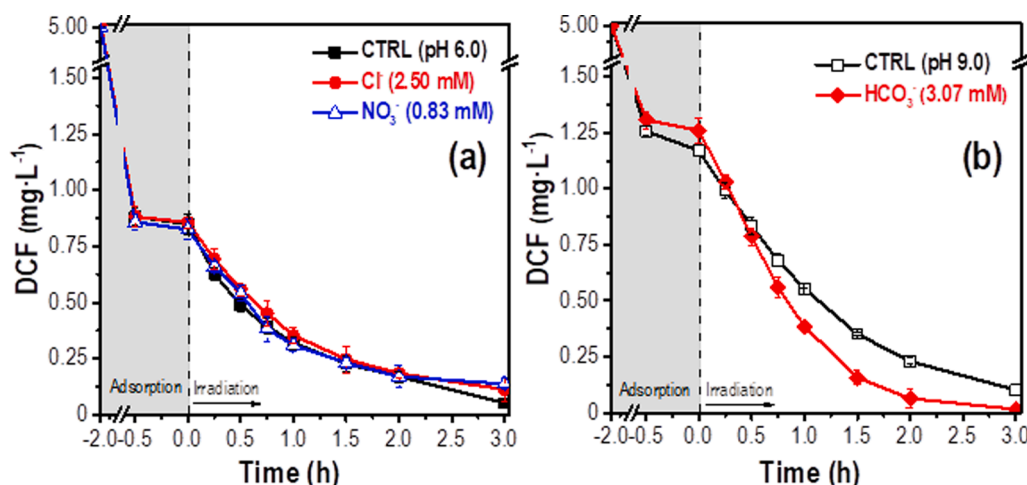 5.00
1.50
1.25
1.00
0.75
0.50
0.25
0
DCF (mg·L⁻¹)
CTRL (pH 6.0)
Cl⁻ (2.50 mM)
NO₃⁻ (0.83 mM)
(a)
Adsorption
Irradiation
-2.0 -0.5 0.0 0.5 1.0 1.5 2.0 3.0
Time (h)
5.00
1.50
1.25
1.00
0.75
0.50
0.25
0
DCF (mg·L⁻¹)
CTRL (pH 9.0)
HCO₃⁻ (3.07 mM)
(b)
Adsorption
Irradiation
-2.0 -0.5 0.0 0.5 1.0 1.5 2.0 3.0
Time (h)